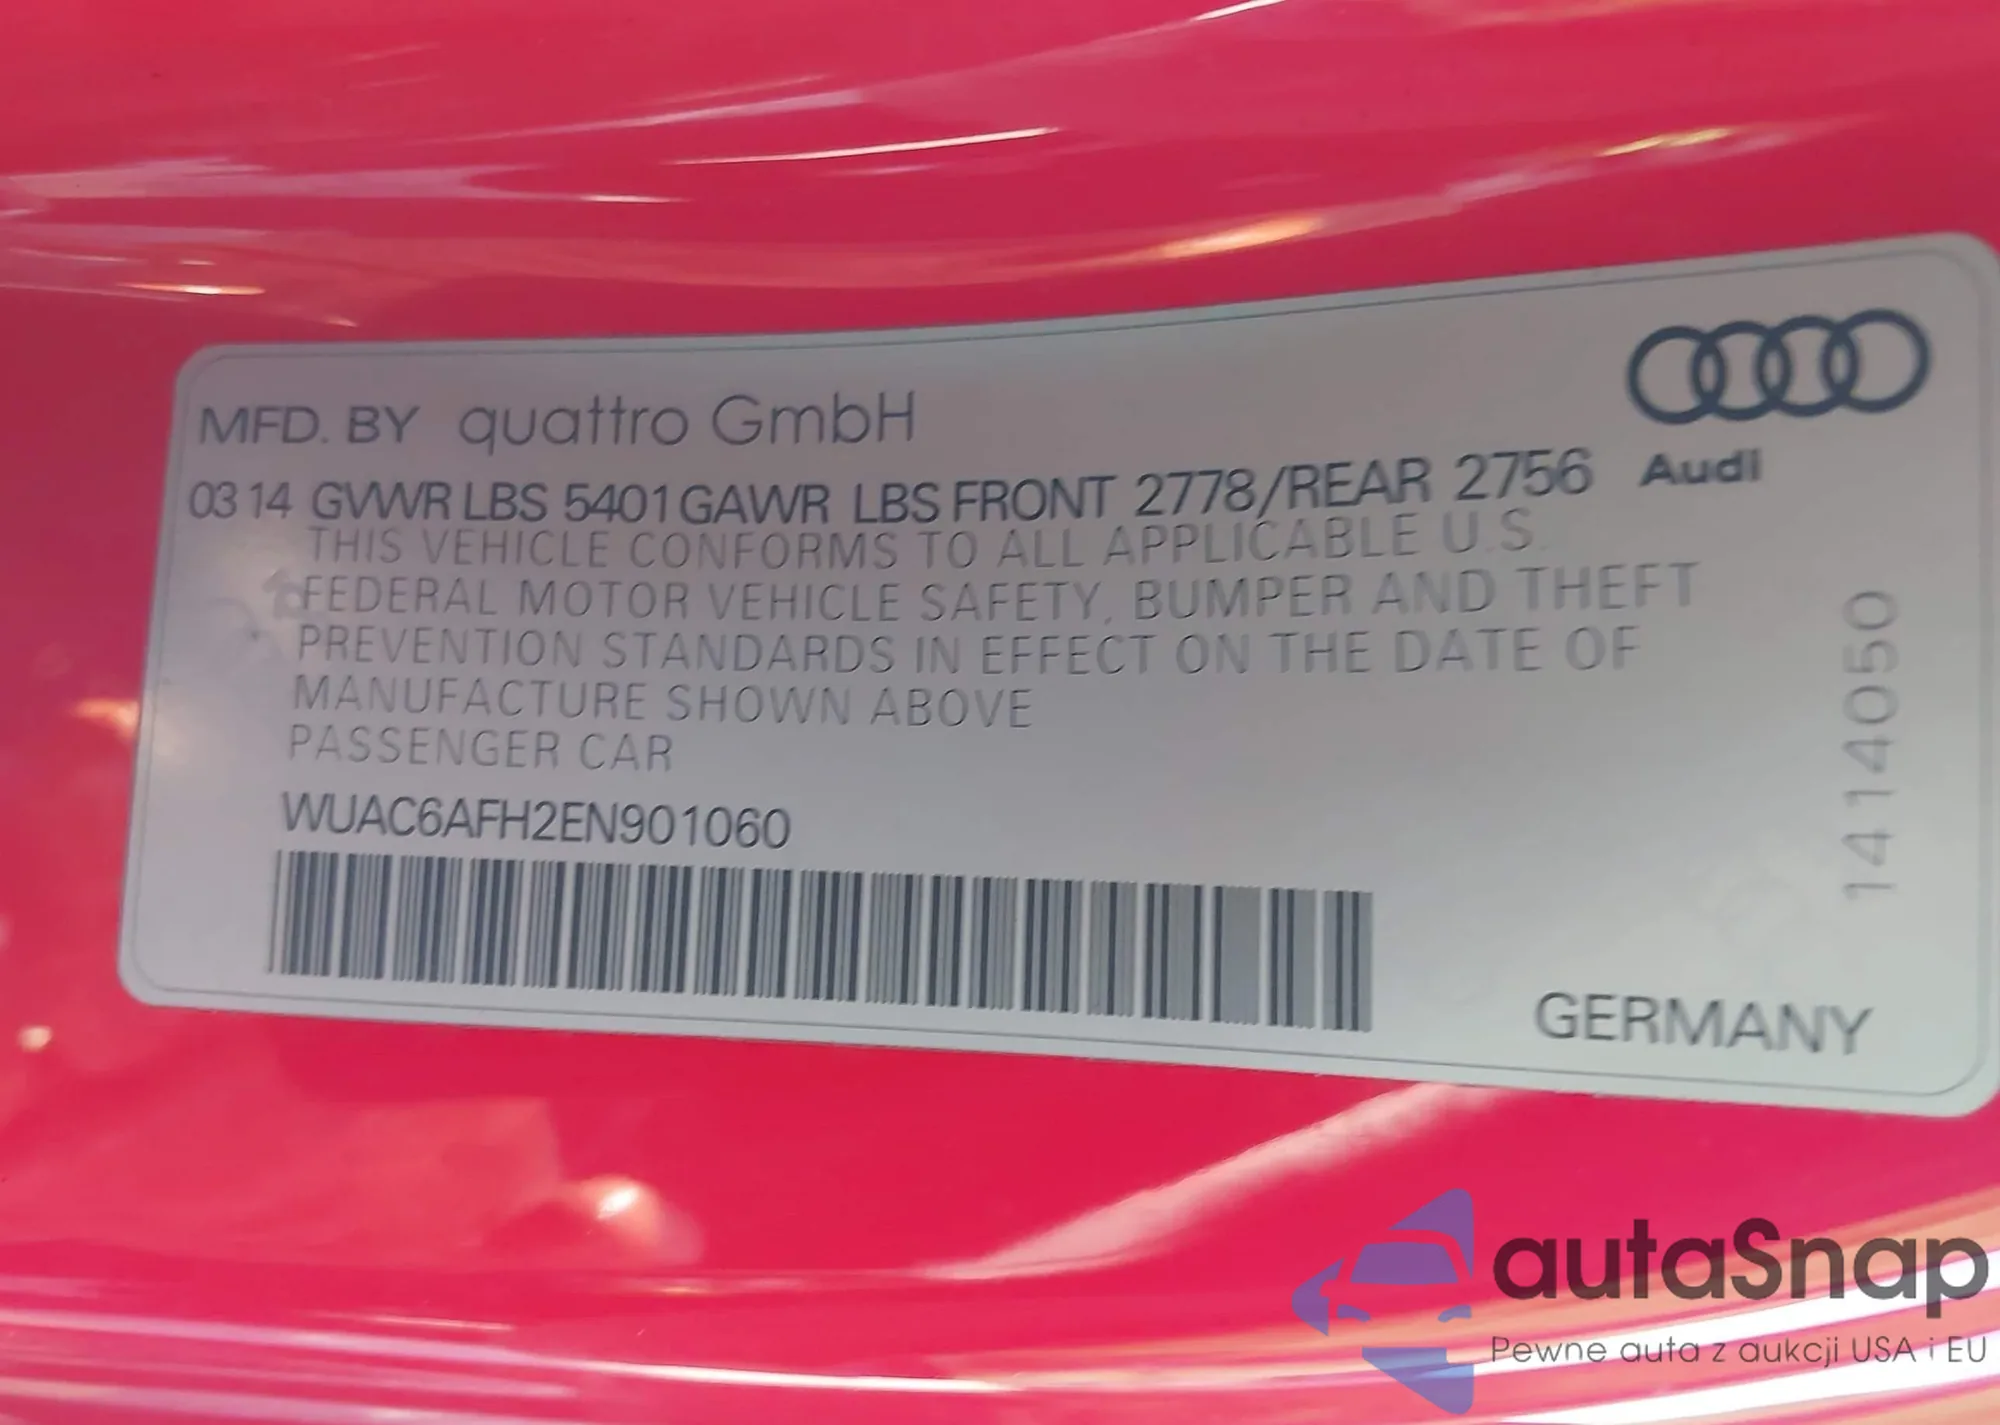 MFD. BY quattro GmbH
Audi
03 14 GVWR LBS 5401 GAWR LBS FRONT 2778/REAR 2756
THIS VEHICLE CONFORMS TO ALL APPLICABLE U.S.
FEDERAL MOTOR VEHICLE SAFETY, BUMPER AND THEFT
PREVENTION STANDARDS IN EFFECT ON THE DATE OF
MANUFACTURE SHOWN ABOVE
PASSENGER CAR
WUAC6AFH2EN901060
1414050
GERMANY
autaSnap
Pewne auta z aukcji USA i EU